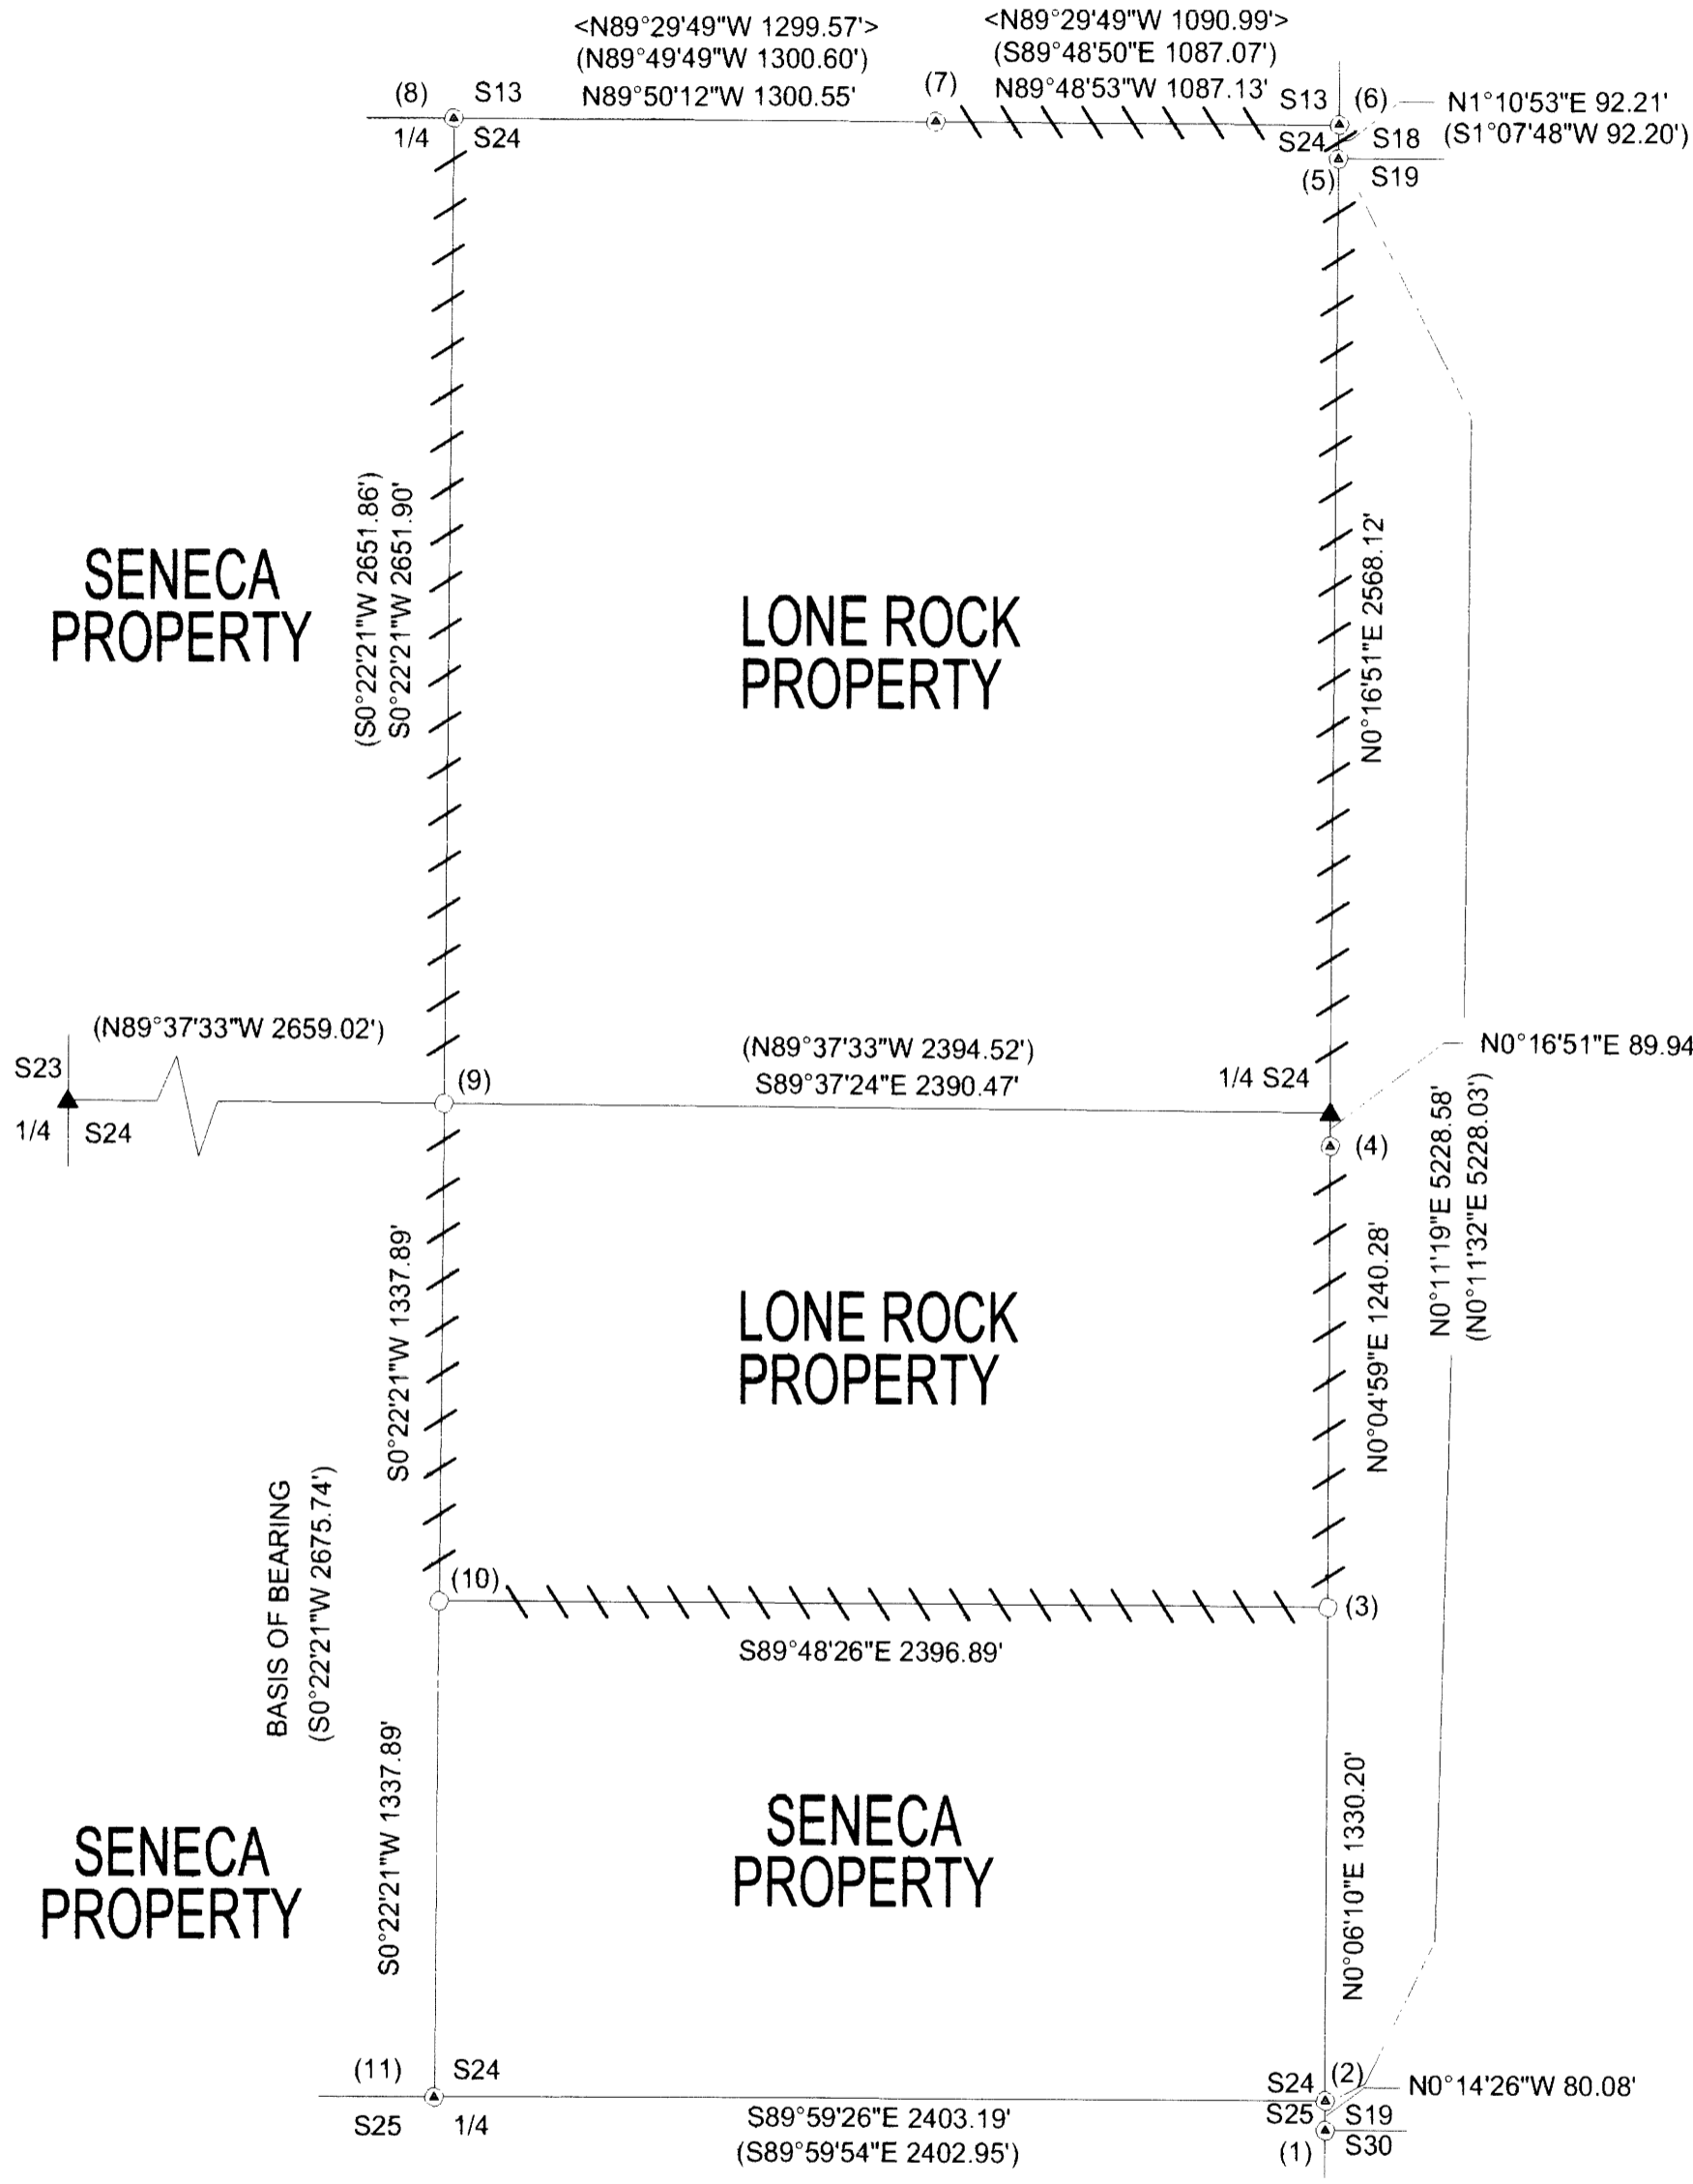 <N89°29'49"W 1299.57'>
(N89°49'49"W 1300.60')
N89°50'12"W 1300.55'
<N89°29'49"W 1090.99'>
(S89°48'50"E 1087.07')
N89°48'53"W 1087.13'
(8)
S13
1/4
S24
(7)
S13
(6)
S24
S18
(5)
S19
N1°10'53"E 92.21'
(S1°07'48"W 92.20')
SENECA
PROPERTY
(S0°22'21"W 2651.86')
S0°22'21"W 2651.90'
LONE ROCK
PROPERTY
N0°16'51"E 2568.12'
(N89°37'33"W 2659.02')
S23
1/4
S24
(9)
(N89°37'33"W 2394.52')
S89°37'24"E 2390.47'
1/4 S24
(4)
N0°16'51"E 89.94
N0°11'19"E 5228.58'
(N0°11'32"E 5228.03')
S0°22'21"W 1337.89'
LONE ROCK
PROPERTY
N0°04'59"E 1240.28'
BASIS OF BEARING
(S0°22'21"W 2675.74')
(10)
(3)
S89°48'26"E 2396.89'
S0°22'21"W 1337.89'
SENECA
PROPERTY
SENECA
PROPERTY
N0°06'10"E 1330.20'
(11)
S24
S25
1/4
S89°59'26"E 2403.19'
(S89°59'54"E 2402.95')
S24
(2)
S25
S19
(1)
S30
N0°14'26"W 80.08'